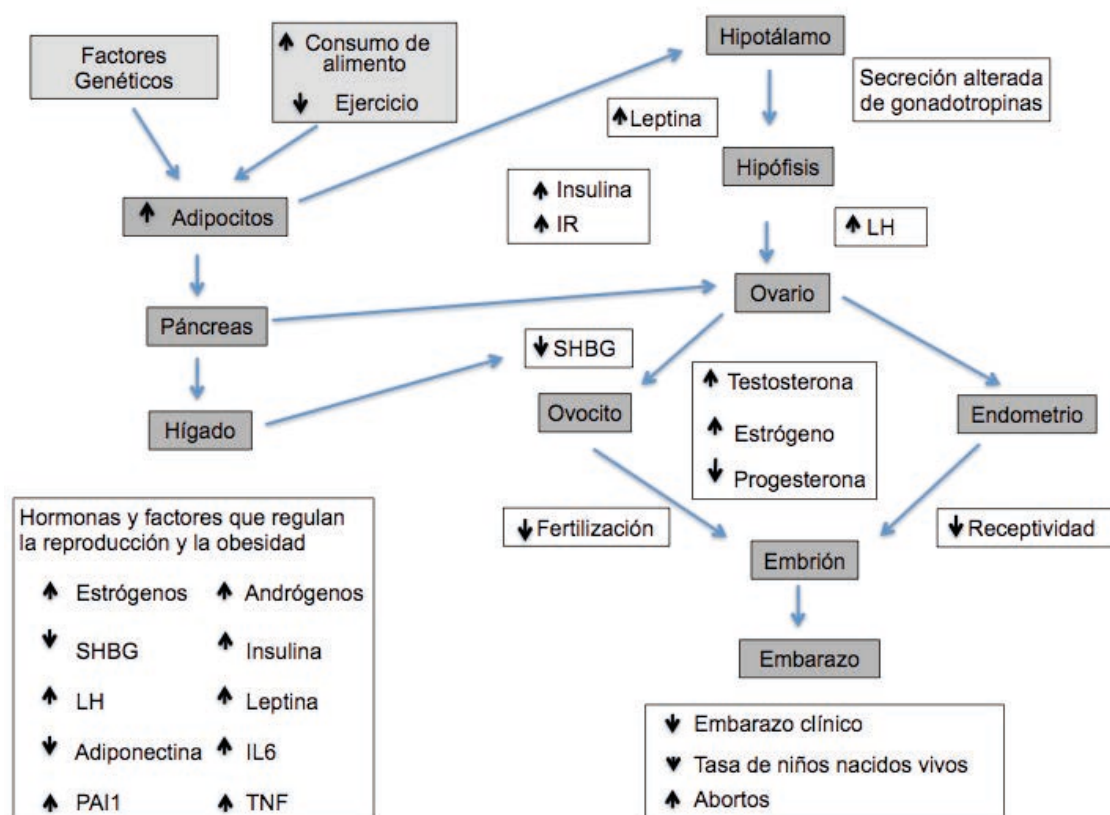 Factores
Genéticos
↑ Consumo de
alimento
↓ Ejercicio
Hipotálamo
Secreción alterada
de gonadotropinas
↑ Leptina
Hipófisis
↑ Insulina
↑ IR
↑ Adipocitos
↑ LH
Páncreas
Ovario
↓ SHBG
Hígado
Ovocito
↑ Testosterona
↑ Estrógeno
↓ Progesterona
Endometrio
↓ Fertilización
↓ Receptividad
Embrión
Embarazo
Hormonas y factores que regulan
la reproducción y la obesidad
↑ Estrógenos ↑ Andrógenos
↓ SHBG ↑ Insulina
↑ LH ↑ Leptina
↓ Adiponectina ↑ IL6
↑ PAI1 ↑ TNF
↓ Embarazo clínico
↓ Tasa de niños nacidos vivos
↑ Abortos